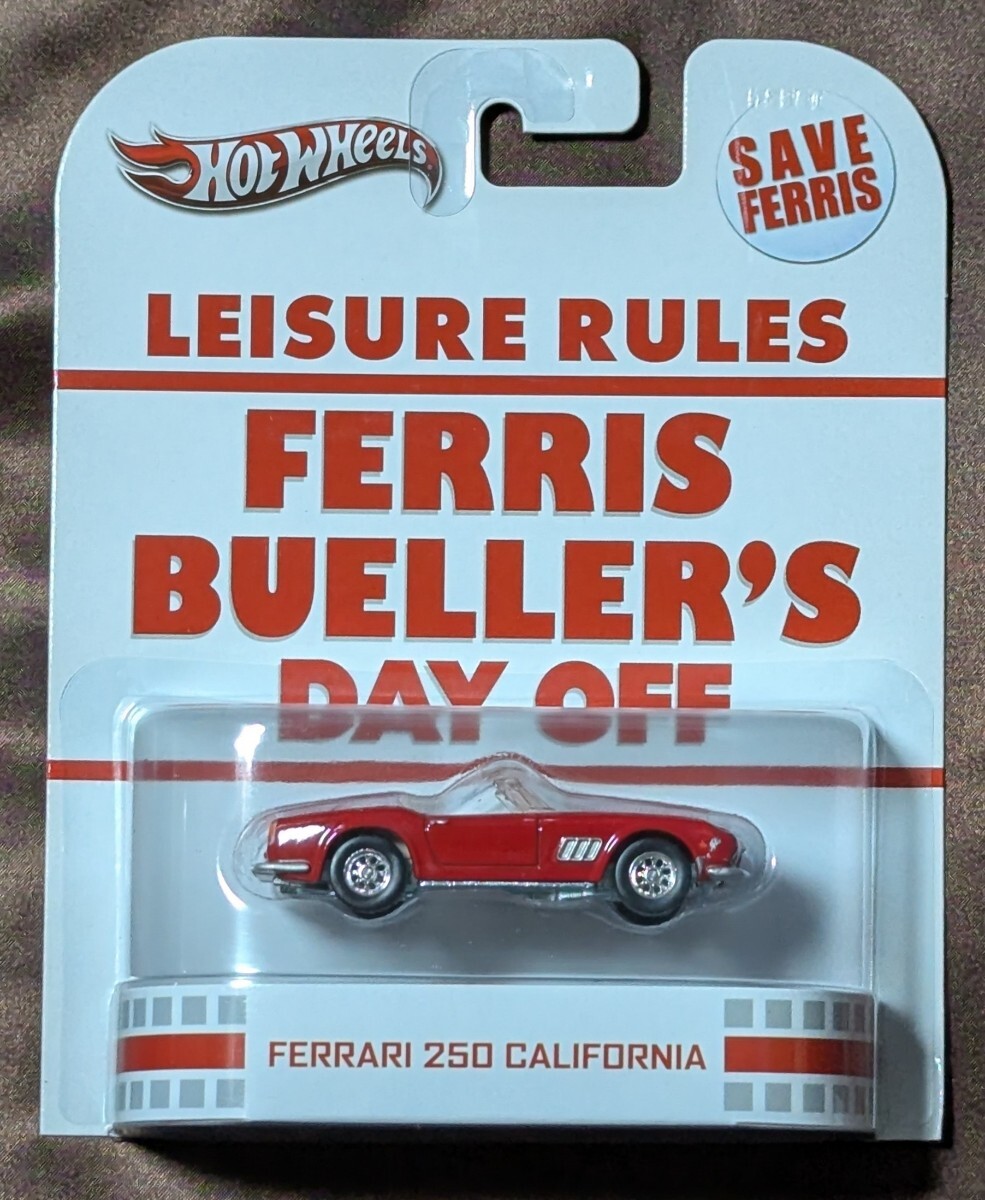 HOT WHEELS
SAVE
FERRIS
LEISURE RULES
FERRIS
BUELLER'S
DAY OFF
FERRARI 250 CALIFORNIA